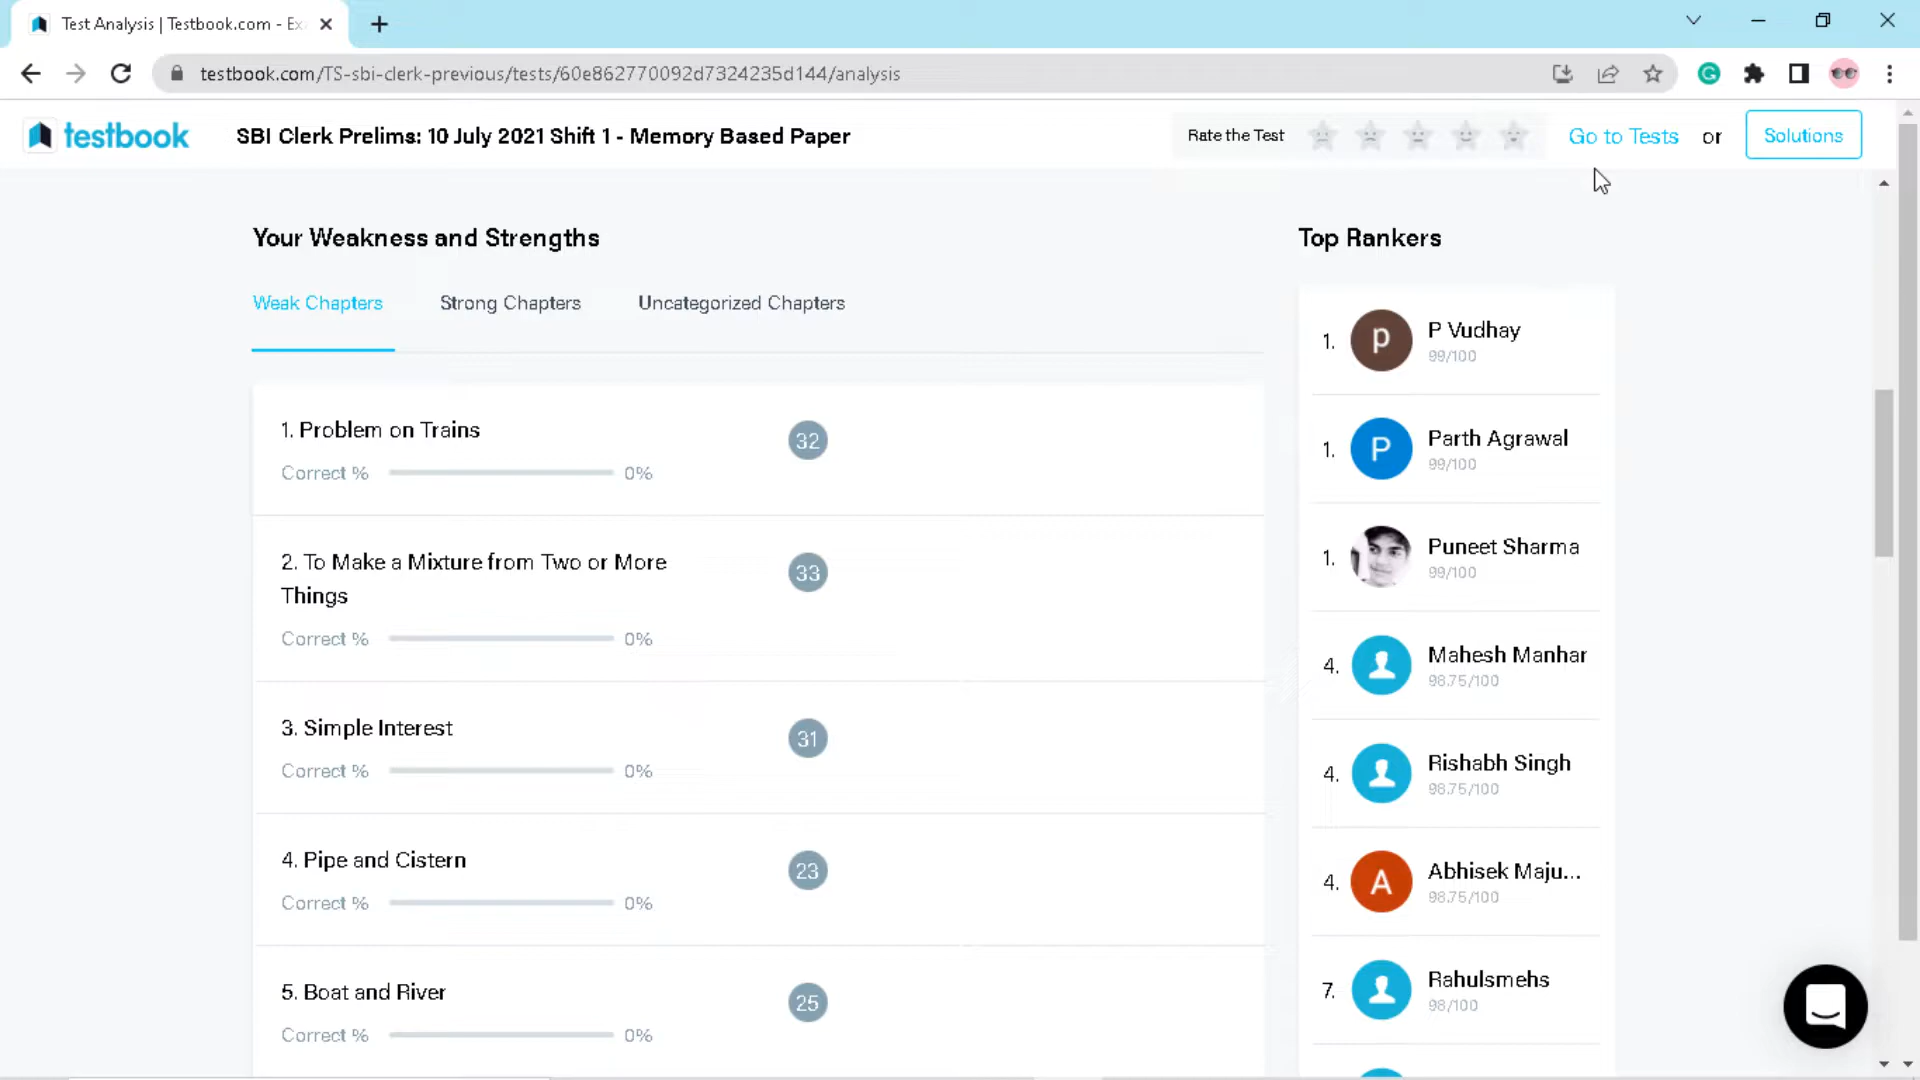 Test Analysis | Testbook.com - Ex
testbook.com/TS-sbi-clerk-previous/tests/60e862770092d7324235d144/analysis
testbook
SBI Clerk Prelims: 10 July 2021 Shift 1 - Memory Based Paper
Rate the Test
Go to Tests or Solutions
Your Weakness and Strengths
Weak Chapters Strong Chapters Uncategorized Chapters
1. Problem on Trains
32
Correct % 0%
2. To Make a Mixture from Two or More
Things
33
Correct % 0%
3. Simple Interest
31
Correct % 0%
4. Pipe and Cistern
23
Correct % 0%
5. Boat and River
25
Correct % 0%
Top Rankers
1. p P Vudhay
99/100
1. P Parth Agrawal
99/100
1. Puneet Sharma
99/100
4. Mahesh Manhar
98.75/100
4. Rishabh Singh
98.75/100
4. A Abhisek Maju...
98.75/100
7. Rahulsmehs
98/100